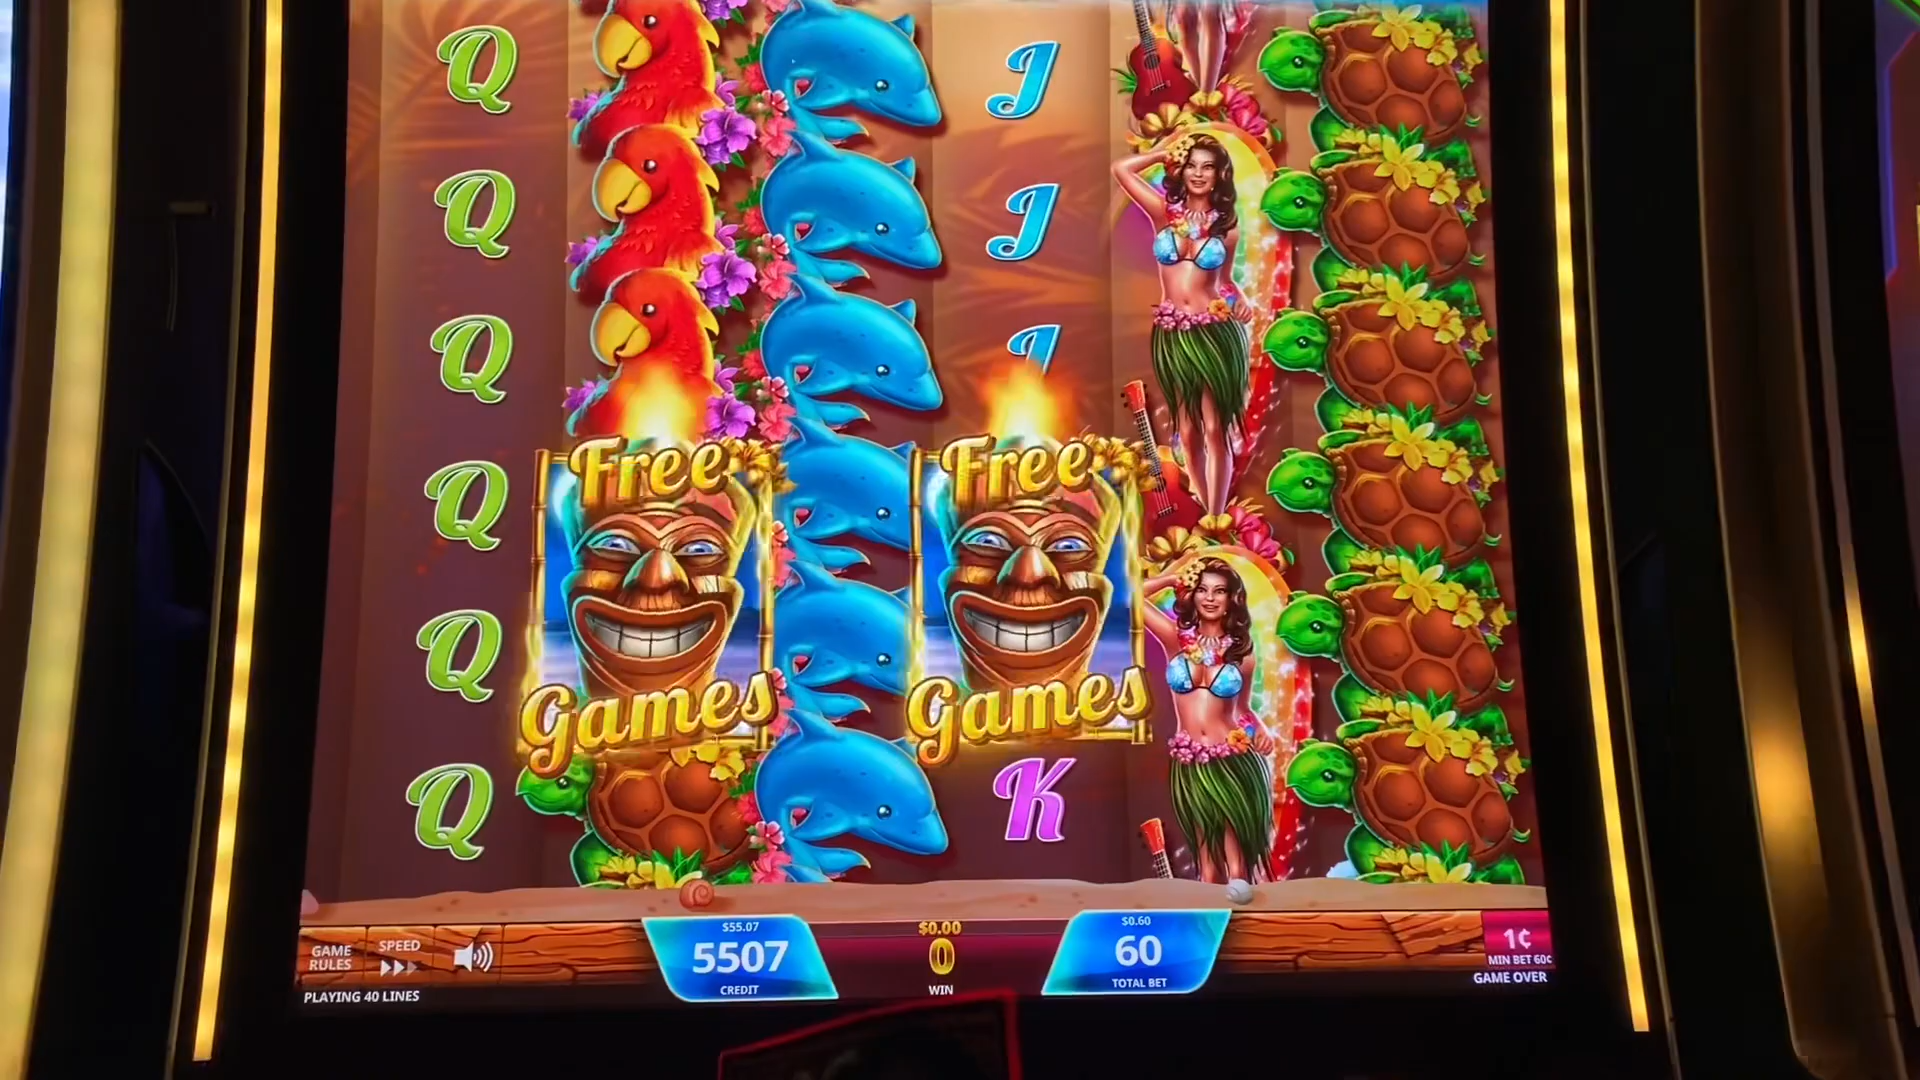 Q
J
Q
J
Q
J
Free
Free
Q
Q
Games
Games
Q
K
GAME RULES
SPEED
$55.07
5507
CREDIT
$0.00
0
WIN
$0.60
60
TOTAL BET
1¢
MIN BET 60¢
GAME OVER
PLAYING 40 LINES